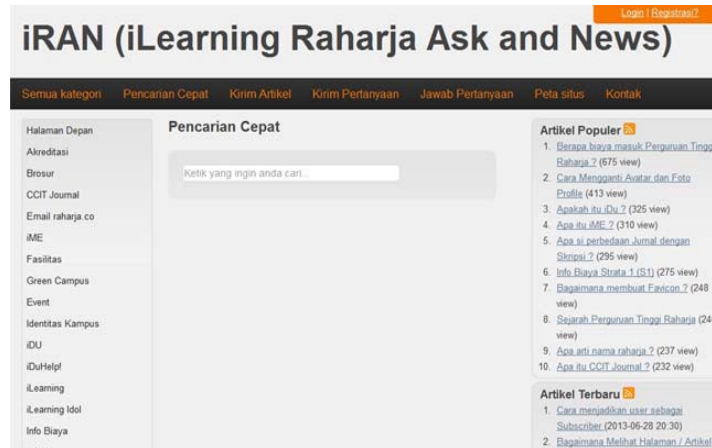 Login | Registrasi?
iRAN (iLearning Raharja Ask and News)
Semua kategori Pencarian Cepat Kirim Artikel Kirim Pertanyaan Jawab Pertanyaan Peta situs Kontak
Halaman Depan
Akreditasi
Brosur
CCIT Journal
Email raharja.co
iME
Fasilitas
Green Campus
Event
Identitas Kampus
iDU
iDuHelp!
iLearning
iLearning Idol
Info Biaya
Pencarian Cepat
Ketik yang ingin anda cari...
Artikel Populer
1. Berapa biaya masuk Perguruan Tingg
Raharja ? (675 view)
2. Cara Mengganti Avatar dan Foto
Profile (413 view)
3. Apakah itu iDu ? (325 view)
4. Apa itu iME ? (310 view)
5. Apa si perbedaan Jurnal dengan
Skripsi ? (295 view)
6. Info Biaya Strata 1 (S1) (275 view)
7. Bagaimana membuat Favicon ? (248
view)
8. Sejarah Perguruan Tinggi Raharja (24
view)
9. Apa arti nama raharja ? (237 view)
10. Apa itu CCIT Journal ? (232 view)
Artikel Terbaru
1. Cara menjadikan user sebagai
Subscriber (2013-06-28 20:30)
2. Bagaimana Melihat Halaman / Artikel